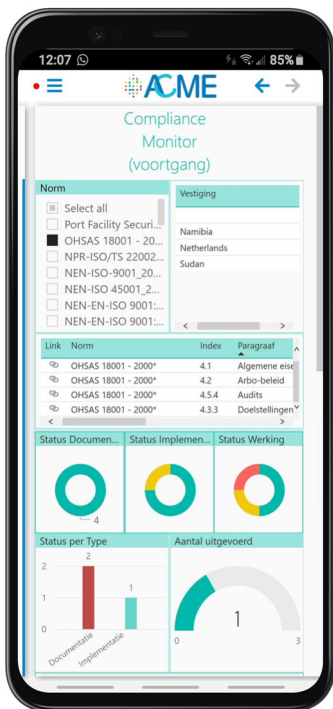 12:07 85%
ACME
Compliance
Monitor
(voortgang)
Norm
Select all
Port Facility Securi...
OHSAS 18001 - 20...
NPR-ISO/TS 22002...
NEN-ISO-9001_20...
NEN-ISO 45001_2...
NEN-EN-ISO 9001:...
NEN-EN-ISO 9001:...
Vestiging
Namibia
Netherlands
Sudan
Link Norm Index Paragraaf
OHSAS 18001 - 2000* 4.1 Algemene eise
OHSAS 18001 - 2000* 4.2 Arbo-beleid
OHSAS 18001 - 2000* 4.5.4 Audits
OHSAS 18001 - 2000* 4.3.3 Doelstellingen
Status Documen... Status Implemen... Status Werking
4
Status per Type
2
2
1
1
0
Documentatie
Implementatie
Aantal uitgevoerd
1
0 3